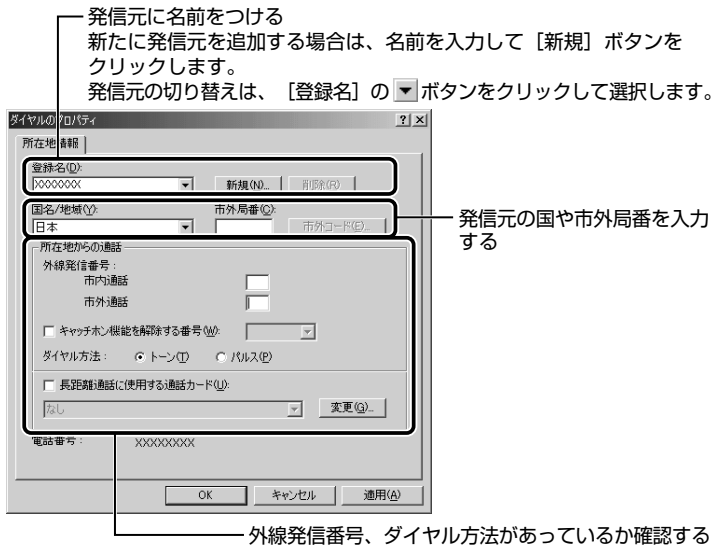 発信元に名前をつける
新たに発信元を追加する場合は、名前を入力して［新規］ボタンを
クリックします。
発信元の切り替えは、［登録名］の▼ボタンをクリックして選択します。
ダイヤルのプロパティ
所在地情報
登録名(D):
XXXXXXX 新規(N)... 削除(R)
国名/地域(Y): 市外局番(C):
日本 市外コード(E)...
発信元の国や市外局番を入力
する
所在地からの通話
外線発信番号：
市内通話
市外通話
キャッチホン機能を解除する番号(W):
ダイヤル方法： トーン(T) パルス(P)
長距離通話に使用する通話カード(U):
なし 変更(G)...
電話番号： XXXXXXXX
OK キャンセル 適用(A)
外線発信番号、ダイヤル方法があっているか確認する